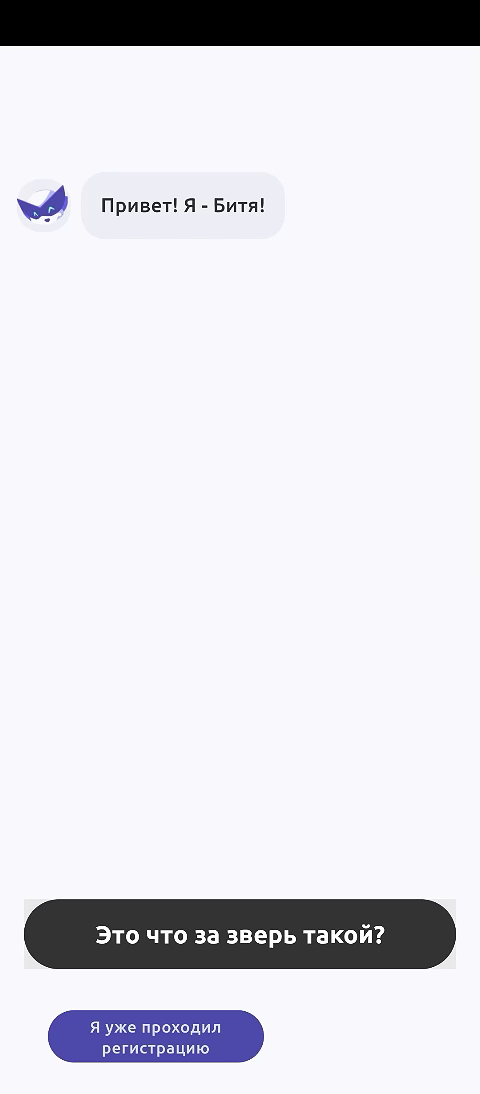 Привет! Я - Битя!
Это что за зверь такой?
Я уже проходил
регистрацию